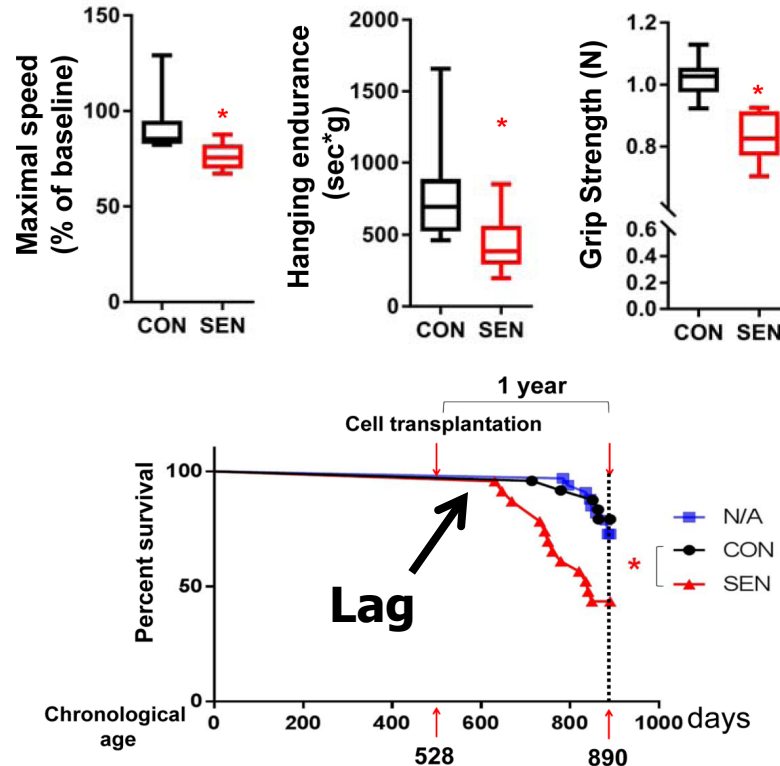 Maximal speed
(% of baseline)
150
100
50
0
*
CON SEN
Hanging endurance
(sec*g)
2000
1500
1000
500
0
*
CON SEN
Grip Strength (N)
1.2
1.0
0.8
0.6
0.4
0.2
0.0
*
CON SEN
1 year
Cell transplantation
Percent survival
100
50
0
Lag
N/A
CON
SEN
*
0 200 400 600 800 1000 days
Chronological
age
528
890